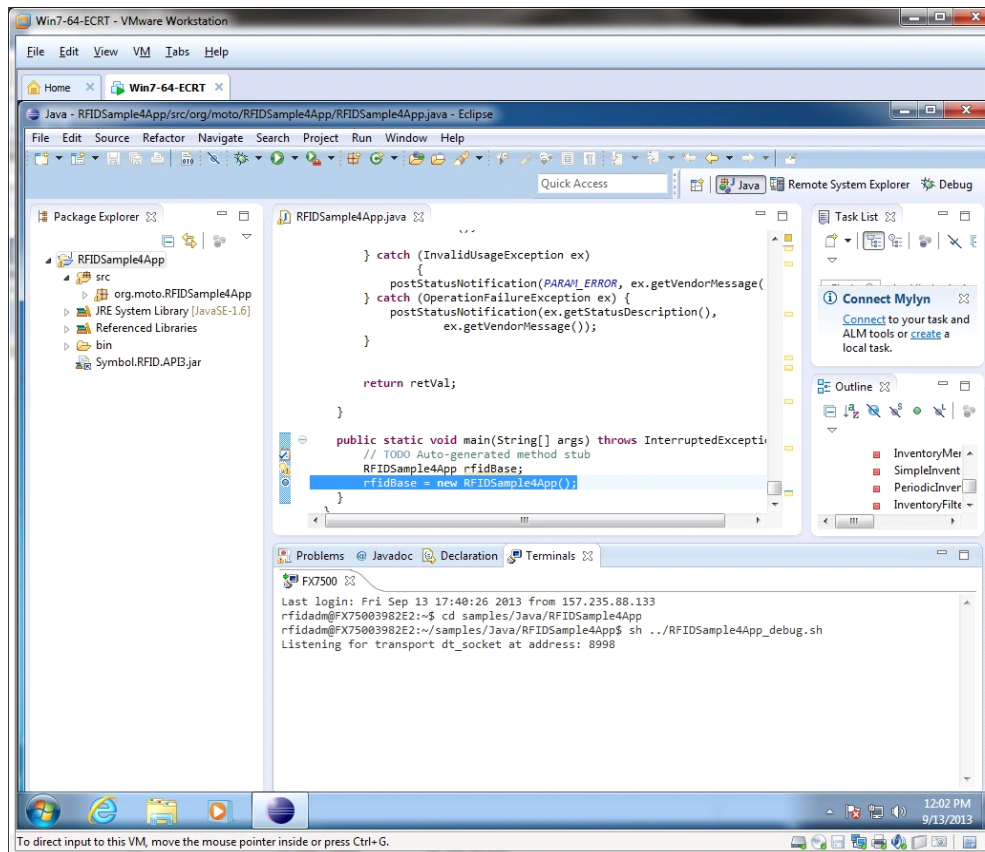 Win7-64-ECRT - VMware Workstation
File Edit View VM Tabs Help
Home Win7-64-ECRT
Java - RFIDSample4App/src/org/moto/RFIDSample4App/RFIDSample4App.java - Eclipse
File Edit Source Refactor Navigate Search Project Run Window Help
Quick Access Java Remote System Explorer Debug
Package Explorer
RFIDSample4App
src
org.moto.RFIDSample4App
JRE System Library [JavaSE-1.6]
Referenced Libraries
bin
Symbol.RFID.API3.jar
RFIDSample4App.java
} catch (InvalidUsageException ex)
{
postStatusNotification(PARAM_ERROR, ex.getVendorMessage(
} catch (OperationFailureException ex) {
postStatusNotification(ex.getStatusDescription(),
ex.getVendorMessage());
}
return retVal;
}
public static void main(String[] args) throws InterruptedExcepti
// TODO Auto-generated method stub
RFIDSample4App rfidBase;
rfidBase = new RFIDSample4App();
}
Task List
Connect Mylyn
Connect to your task and
ALM tools or create a
local task.
Outline
InventoryMer
SimpleInvent
PeriodicInver
InventoryFilte
Problems @ Javadoc Declaration Terminals
FX7500
Last login: Fri Sep 13 17:40:26 2013 from 157.235.88.133
rfidadm@FX75003982E2:~$ cd samples/Java/RFIDSample4App
rfidadm@FX75003982E2:~/samples/Java/RFIDSample4App$ sh ../RFIDSample4App_debug.sh
Listening for transport dt_socket at address: 8998
12:02 PM
9/13/2013
To direct input to this VM, move the mouse pointer inside or press Ctrl+G.